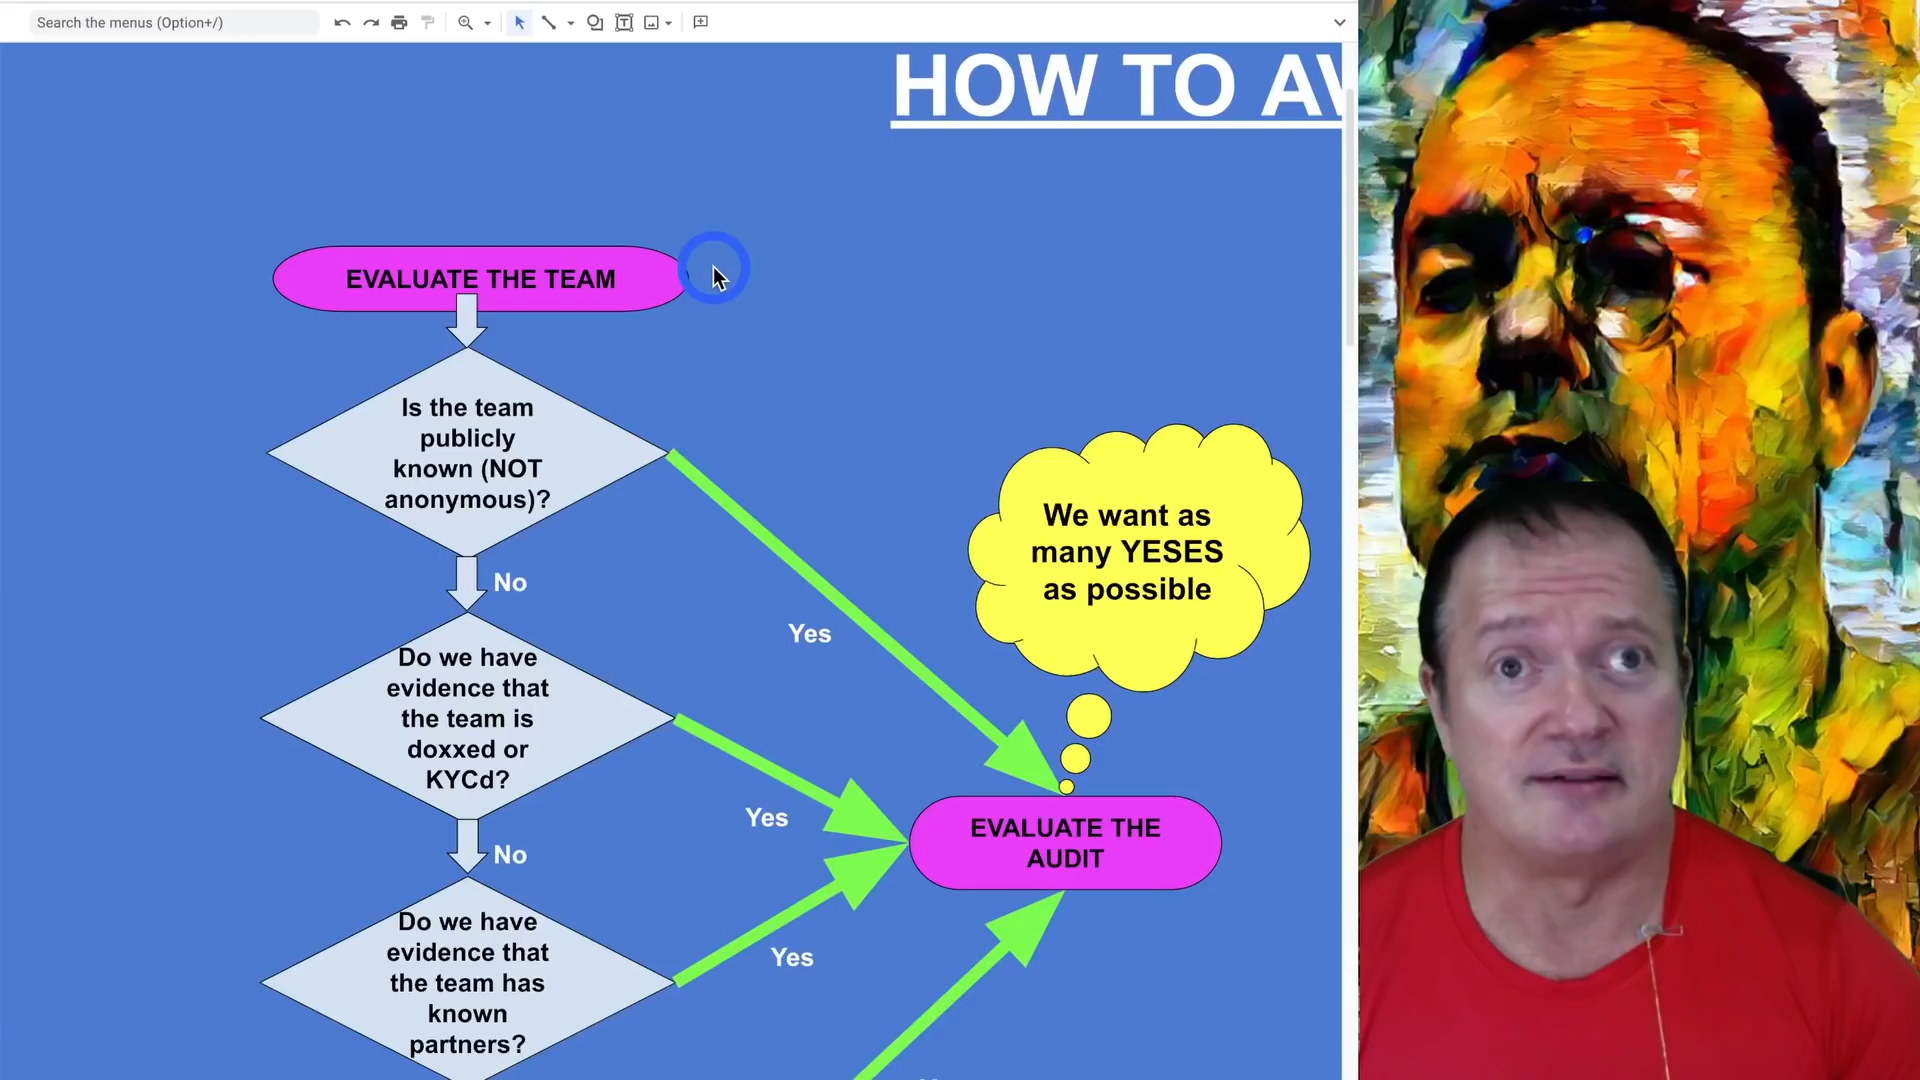 Search the menus (Option+/)
HOW TO AV
EVALUATE THE TEAM
Is the team
publicly
known (NOT
anonymous)?
No
Yes
We want as
many YESES
as possible
Do we have
evidence that
the team is
doxxed or
KYCd?
Yes
No
EVALUATE THE
AUDIT
Do we have
evidence that
the team has
known
partners?
Yes